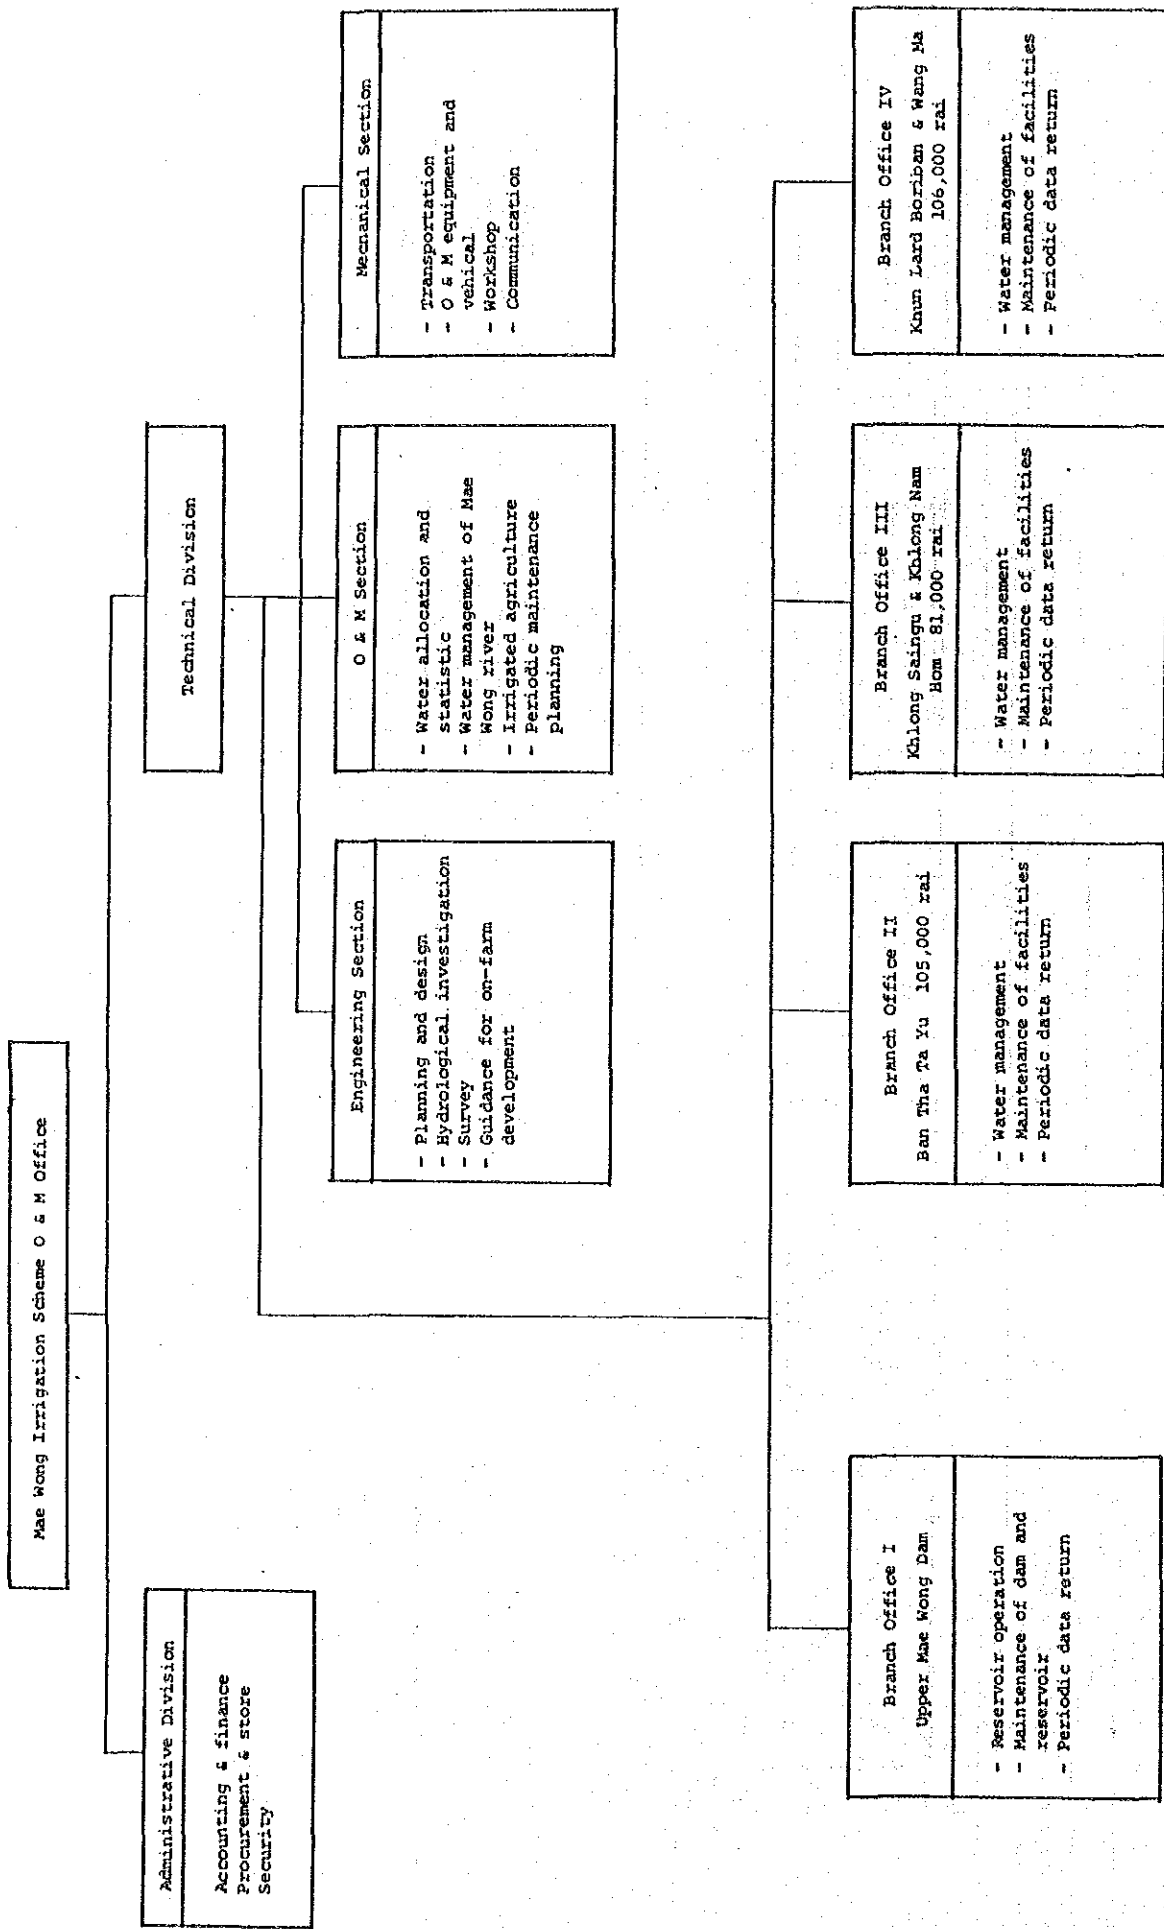 Mae Wong Irrigation Scheme O & M Office
Administrative Division
Accounting & finance
Procurement & store
Security
Technical Division
Engineering Section
- Planning and design
- Hydrological investigation
- Survey
- Guidance for on-farm
development
O & M Section
- Water allocation and
statistic
- Water management of Mae
Wong river
- Irrigated agriculture
- Periodic maintenance
planning
Mecnanical Section
- Transportation
- O & M equipment and
vehical
- Workshop
- Communication
Branch Office I
Upper Mae Wong Dam
- Reservoir operation
- Maintenance of dam and
reservoir
- Periodic data return
Branch Office II
Ban Tha Ta Yu 105,000 rai
- Water management
- Maintenance of facilities
- Periodic data return
Branch Office III
Khlong Saingu & Khlong Nam
Hom 81,000 rai
- Water management
- Maintenance of facilities
- Periodic data return
Branch Office IV
Khun Lard Boriban & Wang Ma
106,000 rai
- Water management
- Maintenance of facilities
- Periodic data return